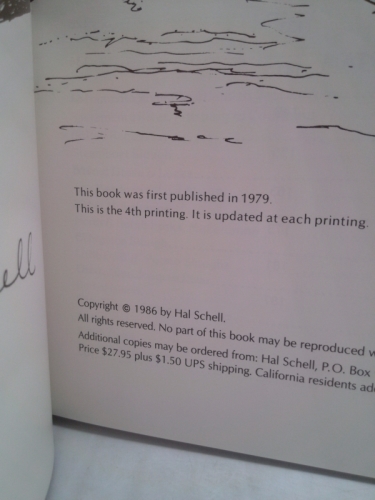 ell
This book was first published in 1979.
This is the 4th printing. It is updated at each printing.
Copyright © 1986 by Hal Schell.
All rights reserved. No part of this book may be reproduced
Additional copies may be ordered from: Hal Schell, P.O. Box
Price $27.95 plus $1.50 UPS shipping. California residents